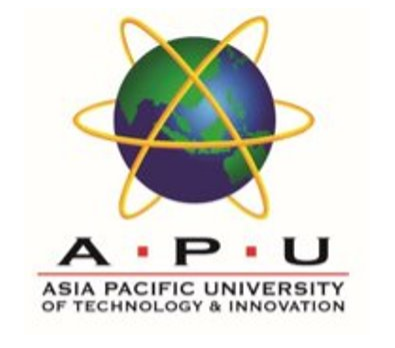 A · P · U
ASIA PACIFIC UNIVERSITY
OF TECHNOLOGY & INNOVATION